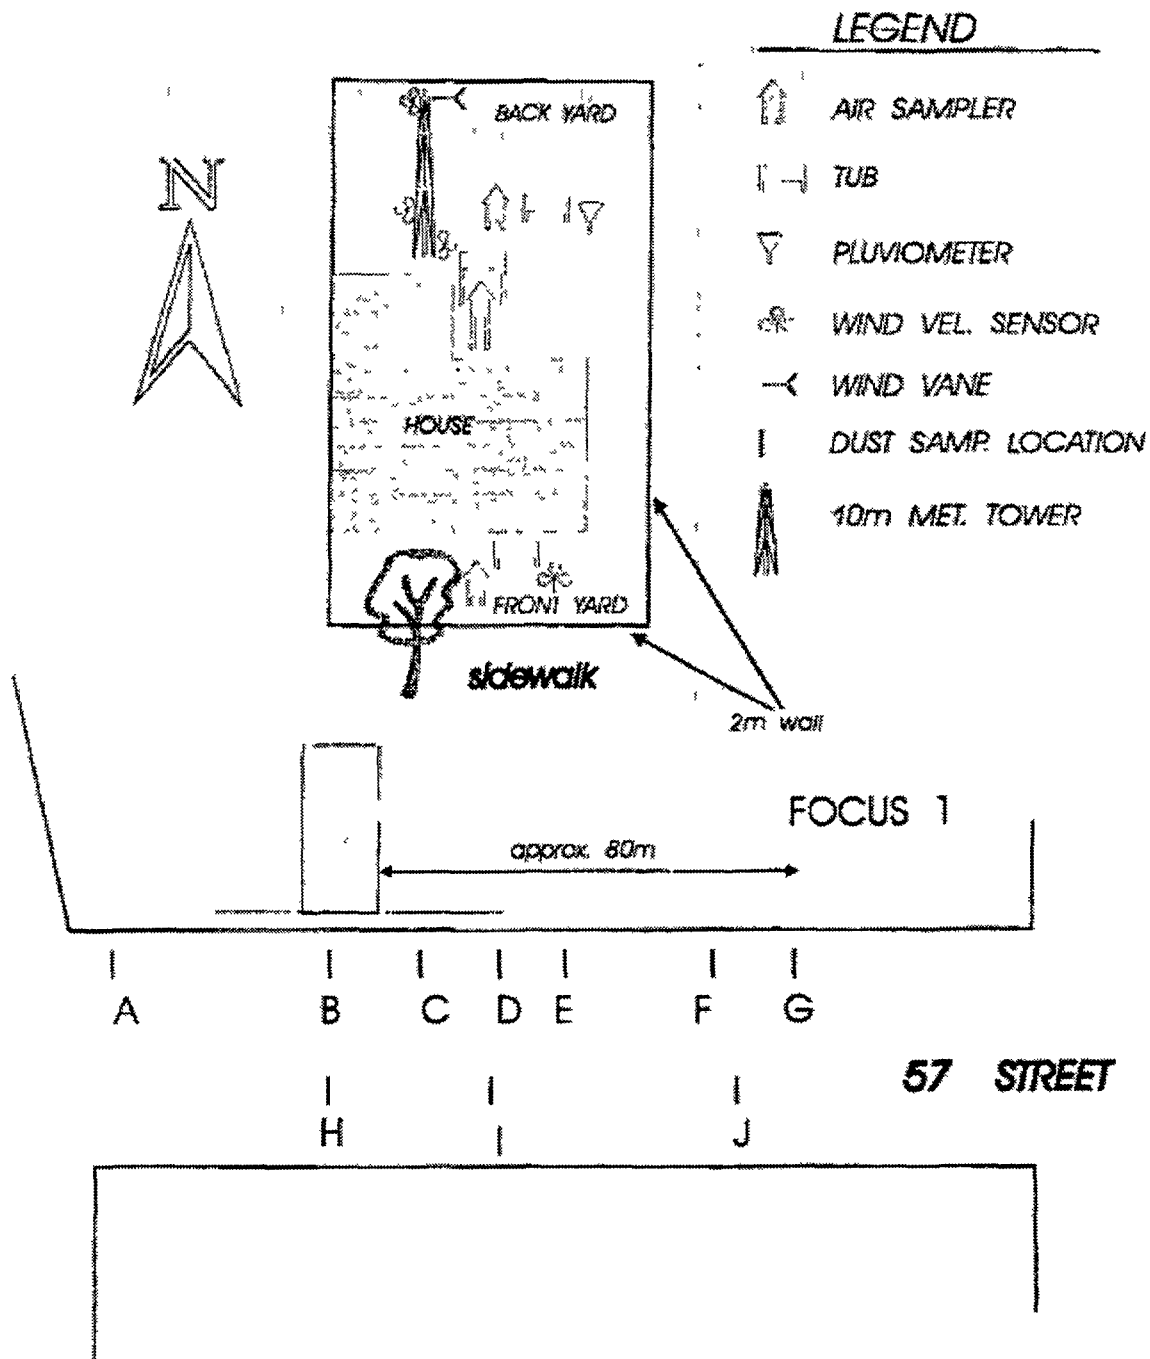 LEGEND
AIR SAMPLER
TUB
PLUVIOMETER
WIND VEL. SENSOR
WIND VANE
DUST SAMP. LOCATION
10m MET. TOWER
N
BACK YARD
HOUSE
FRONT YARD
sidewalk
2m wall
FOCUS 1
approx. 80m
A B C D E F G
57 STREET
H I J